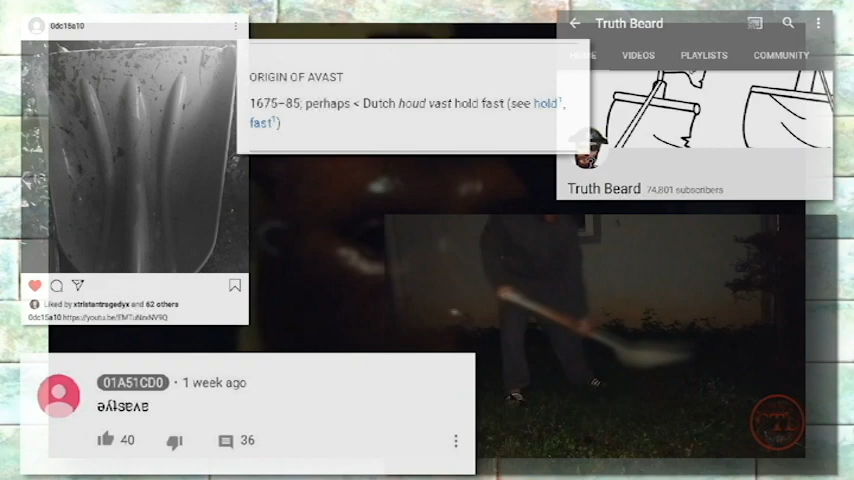 0dc15a10
Liked by xtristantragedyx and 62 others
0dc15a10 https://youtu.be/EMTuNzxNV9Q
ORIGIN OF AVAST
1675–85; perhaps < Dutch houd vast hold fast (see hold¹,
fast¹)
Truth Beard
HOME VIDEOS PLAYLISTS COMMUNITY
Truth Beard 74,801 subscribers
01A51CD0 · 1 week ago
ǝʎʇsɐʌɐ
40 36